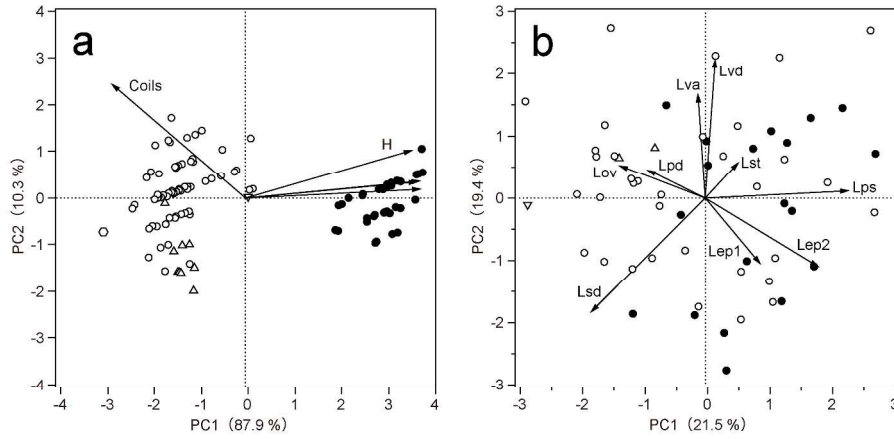 a
4
3
2
1
0
-1
-2
-3
-4
PC2 (10.3 %)
Coils
H
-4
-3
-2
-1
0
1
2
3
4
PC1 (87.9 %)
b
3
2
1
0
-1
-2
-3
PC2 (19.4 %)
Lva
Lvd
Lov
Lpd
Lst
Lps
Lep1
Lep2
Lsd
-3
-2
-1
0
1
2
3
PC1 (21.5 %)